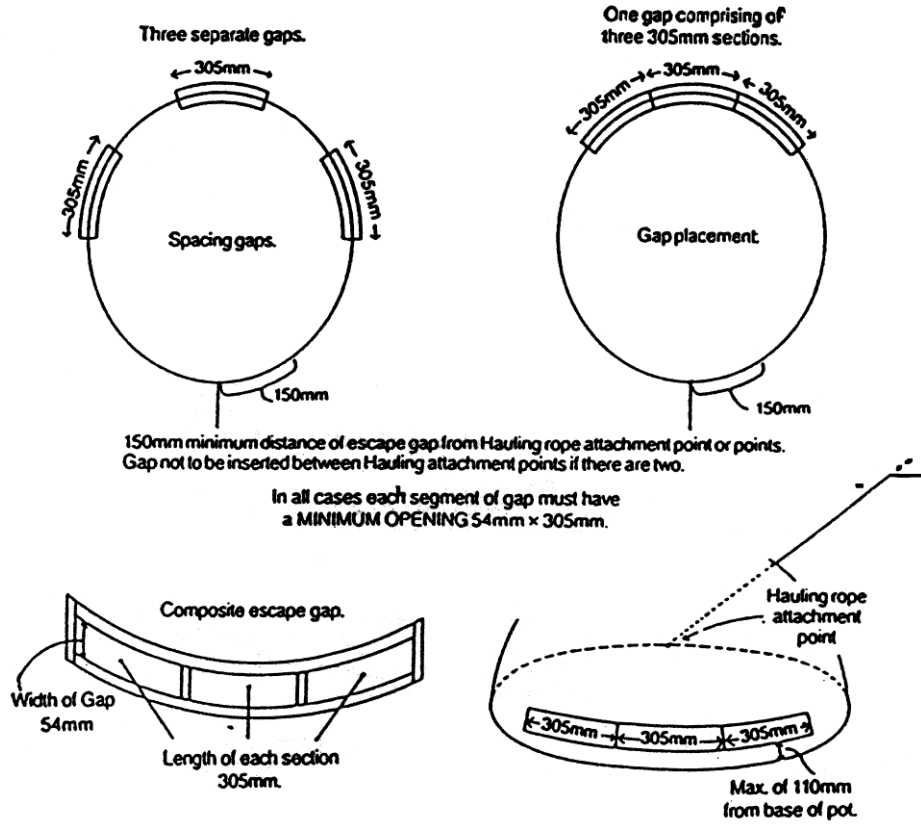 Three separate gaps.
305mm
305mm
305mm
Spacing gaps.
150mm
One gap comprising of
three 305mm sections.
305mm
305mm
305mm
Gap placement.
150mm
150mm minimum distance of escape gap from Hauling rope attachment point or points.
Gap not to be inserted between Hauling attachment points if there are two.
In all cases each segment of gap must have
a MINIMUM OPENING 54mm × 305mm.
Composite escape gap.
Width of Gap
54mm
Length of each section
305mm.
Hauling rope
attachment
point
305mm
305mm
305mm
Max. of 110mm
from base of pot.